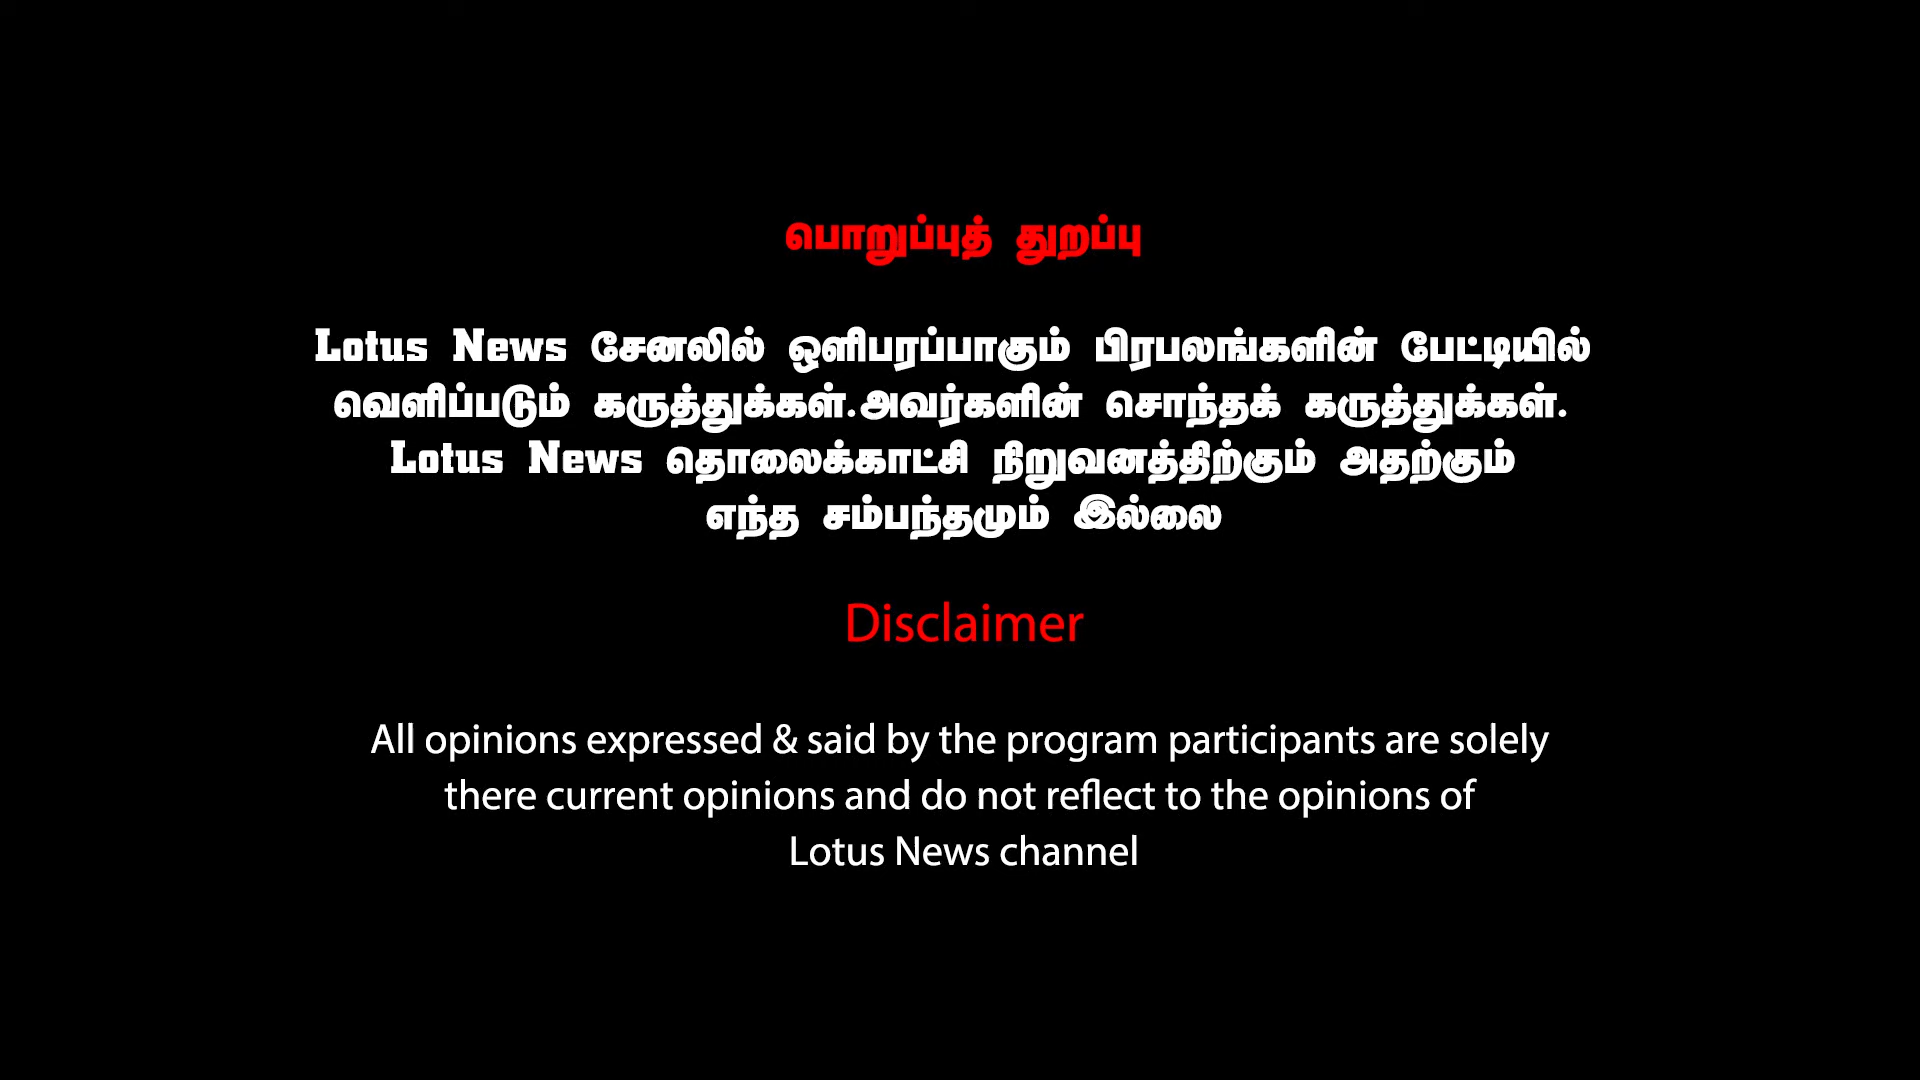 பொறுப்புத் துறப்பு
Lotus News சேனலில் ஒளிபரப்பாகும் பிரபலங்களின் பேட்டியில்
வெளிப்படும் கருத்துக்கள்.அவர்களின் சொந்தக் கருத்துக்கள்.
Lotus News தொலைக்காட்சி நிறுவனத்திற்கும் அதற்கும்
எந்த சம்பந்தமும் இல்லை
Disclaimer
All opinions expressed & said by the program participants are solely
there current opinions and do not reflect to the opinions of
Lotus News channel